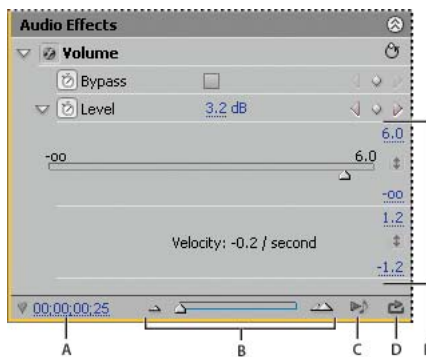 Audio Effects
Volume
Bypass
Level 3.2 dB
6.0
-oo 6.0
-oo
1.2
Velocity: -0.2 / second
-1.2
00;00;00;25
A B C D